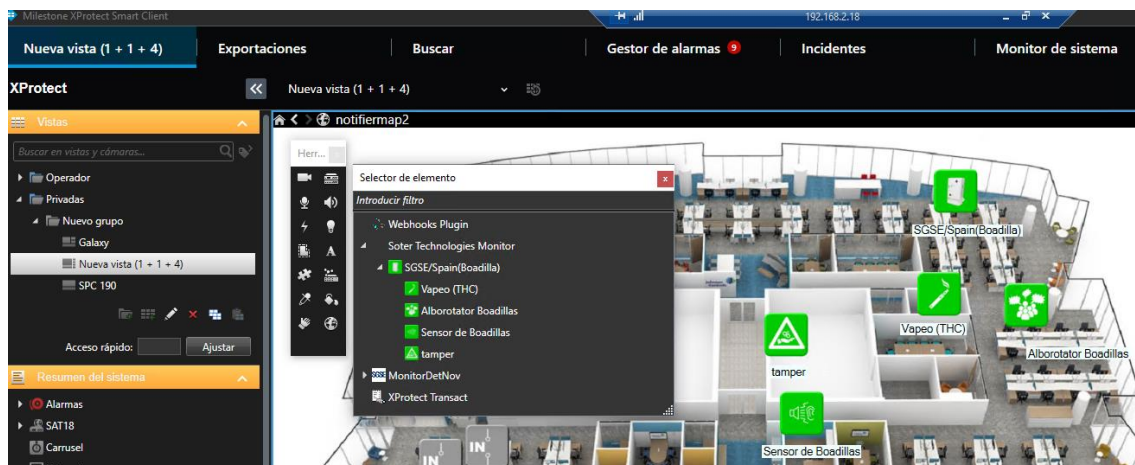 Milestone XProtect Smart Client
192.168.2.18
Nueva vista (1 + 1 + 4)
Exportaciones
Buscar
Gestor de alarmas 9
Incidentes
Monitor de sistema
XProtect
Nueva vista (1 + 1 + 4)
Vistas
notifiermap2
Buscar en vistas y cámaras...
Operador
Privadas
Nuevo grupo
Galaxy
Nueva vista (1 + 1 + 4)
SPC 190
Acceso rápido:
Ajustar
Resumen del sistema
Alarmas
SAT18
Carrusel
Herr...
A
Selector de elemento
x
Introducir filtro
Webhooks Plugin
Soter Technologies Monitor
SGSE/Spain(Boadilla)
Vapeo (THC)
Alborotator Boadillas
Sensor de Boadillas
tamper
SGSE MonitorDetNov
XProtect Transact
SGSE/Spain(Boadilla)
Vapeo (THC)
Alborotator Boadillas
tamper
Sensor de Boadillas
IN
IN